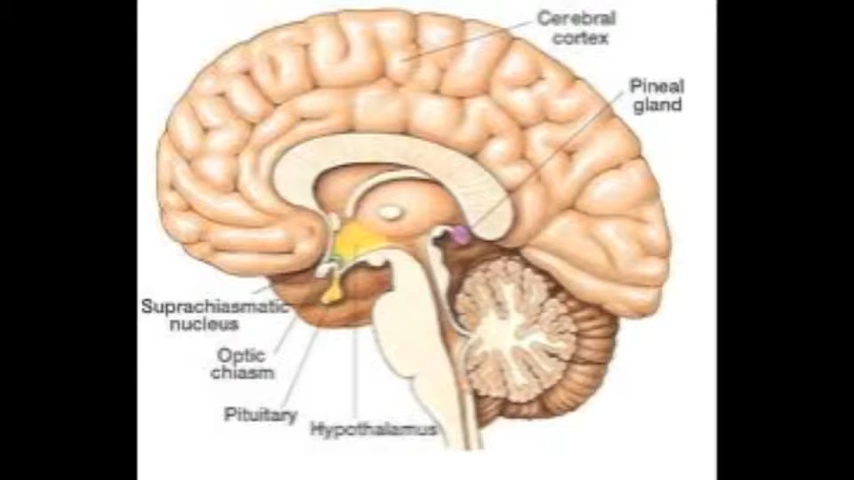 Cerebral
cortex
Pineal
gland
Suprachiasmatic
nucleus
Optic
chiasm
Pituitary
Hypothalamus